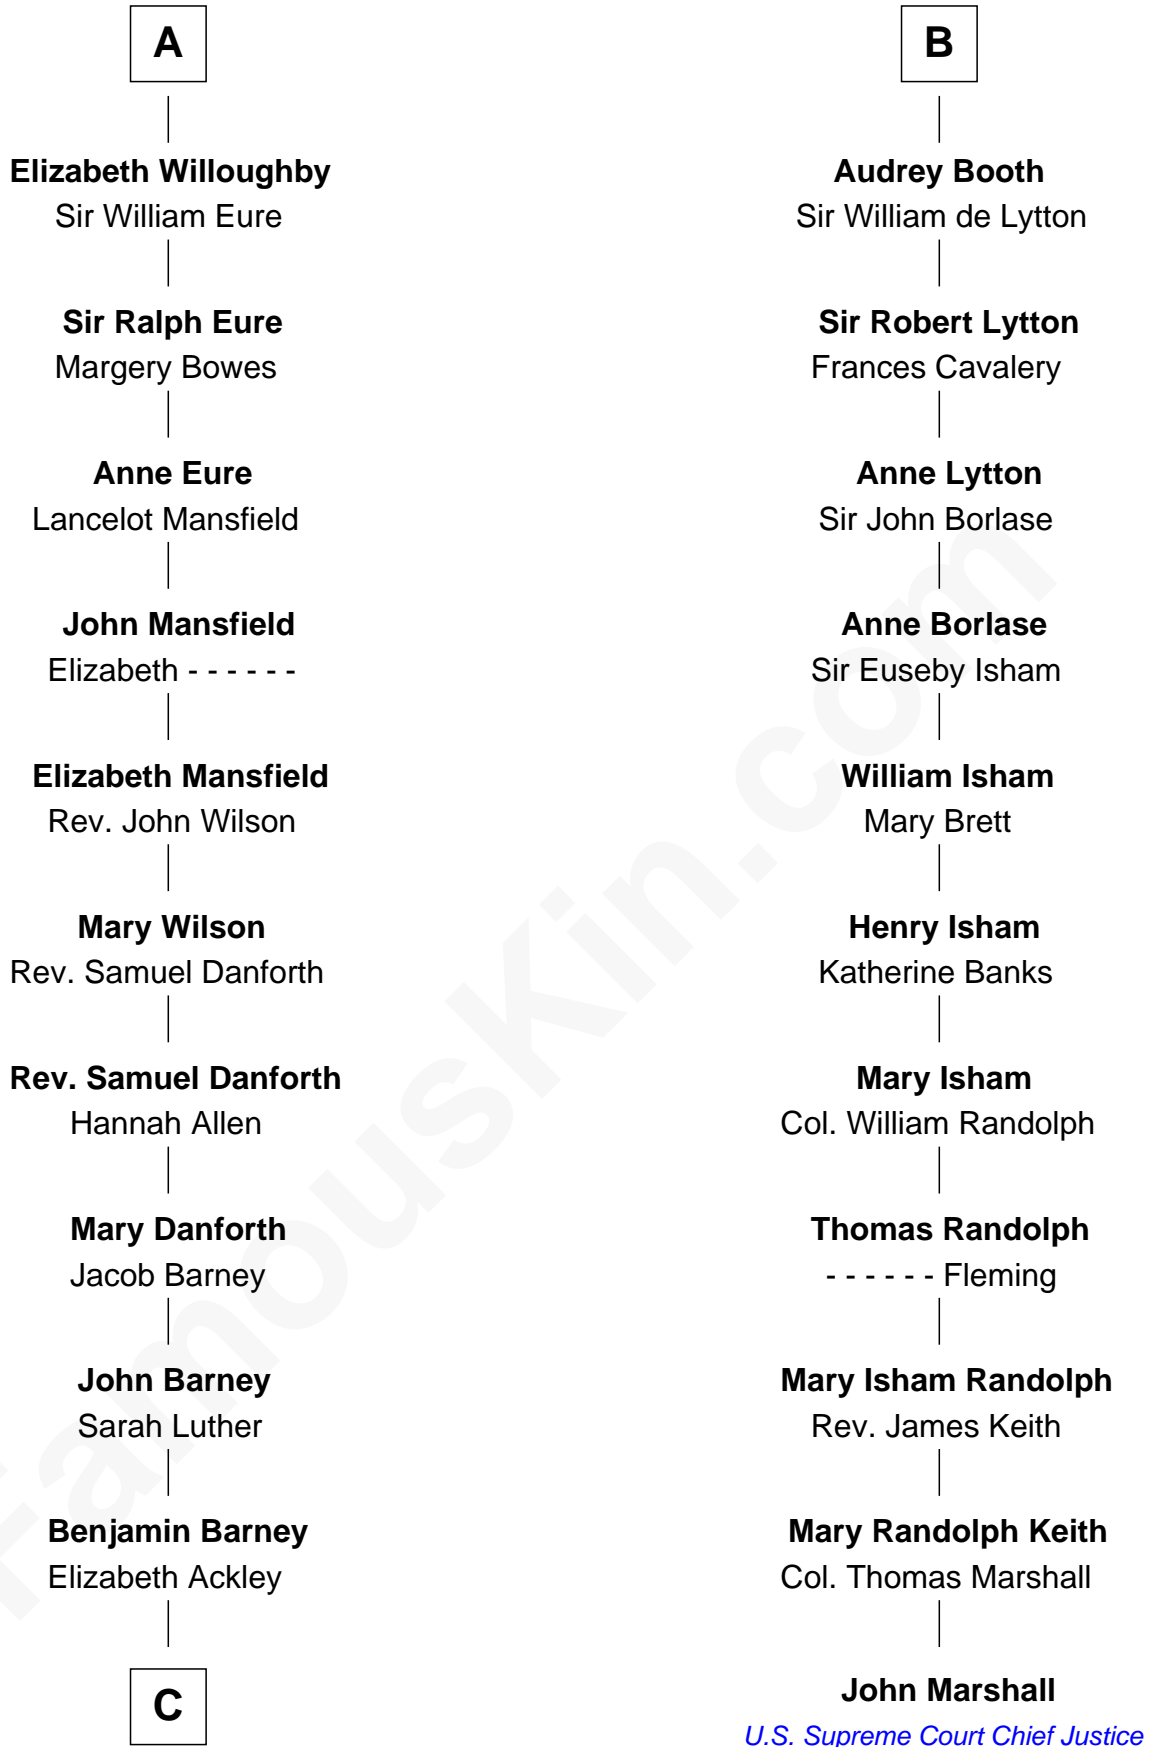 A
Elizabeth Willoughby
Sir William Eure
Sir Ralph Eure
Margery Bowes
Anne Eure
Lancelot Mansfield
John Mansfield
Elizabeth - - - - - -
Elizabeth Mansfield
Rev. John Wilson
Mary Wilson
Rev. Samuel Danforth
Rev. Samuel Danforth
Hannah Allen
Mary Danforth
Jacob Barney
John Barney
Sarah Luther
Benjamin Barney
Elizabeth Ackley
C
B
Audrey Booth
Sir William de Lytton
Sir Robert Lytton
Frances Cavalery
Anne Lytton
Sir John Borlase
Anne Borlase
Sir Euseby Isham
William Isham
Mary Brett
Henry Isham
Katherine Banks
Mary Isham
Col. William Randolph
Thomas Randolph
- - - - - - Fleming
Mary Isham Randolph
Rev. James Keith
Mary Randolph Keith
Col. Thomas Marshall
John Marshall
U.S. Supreme Court Chief Justice
FamousKin.com